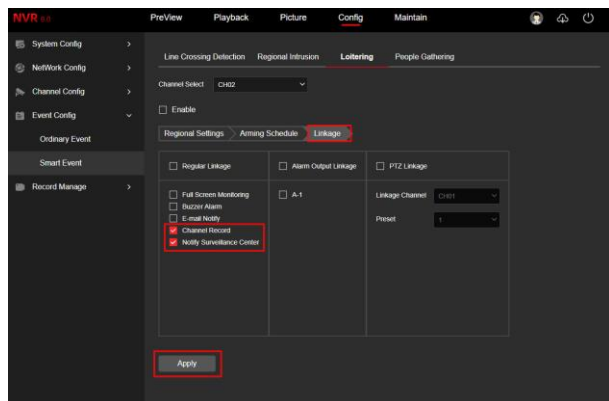 NVR 5.0 PreView Playback Picture Config Maintain
System Config
NetWork Config
Channel Config
Event Config
Ordinary Event
Smart Event
Record Manage
Line Crossing Detection Regional Intrusion Loitering People Gathering
Channel Select CH02
Enable
Regional Settings Arming Schedule Linkage
Regular Linkage Alarm Output Linkage PTZ Linkage
Full Screen Monitoring A-1 Linkage Channel CH01
Buzzer Alarm
E-mail Notify Preset 1
Channel Record
Notify Surveillance Center
Apply